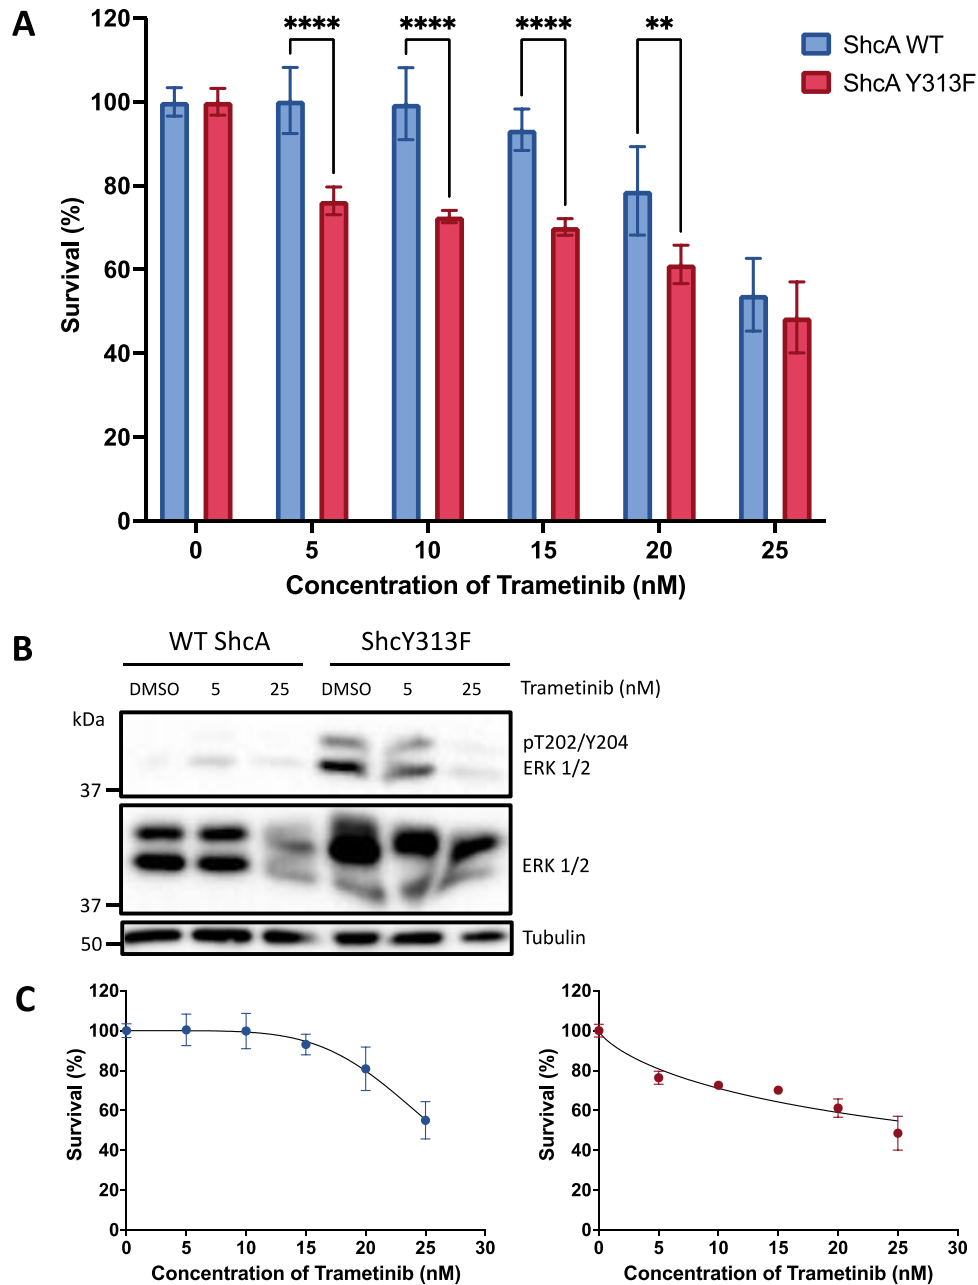 A
****
****
****
**
ShcA WT
ShcA Y313F
120
100
80
60
40
20
0
Survival (%)
0 5 10 15 20 25
Concentration of Trametinib (nM)
B
WT ShcA ShcY313F
DMSO 5 25 DMSO 5 25 Trametinib (nM)
kDa
pT202/Y204
ERK 1/2
37
ERK 1/2
37
50
Tubulin
C
120
100
80
60
40
20
0
Survival (%)
0 5 10 15 20 25 30
Concentration of Trametinib (nM)
120
100
80
60
40
20
0
Survival (%)
0 5 10 15 20 25 30
Concentration of Trametinib (nM)